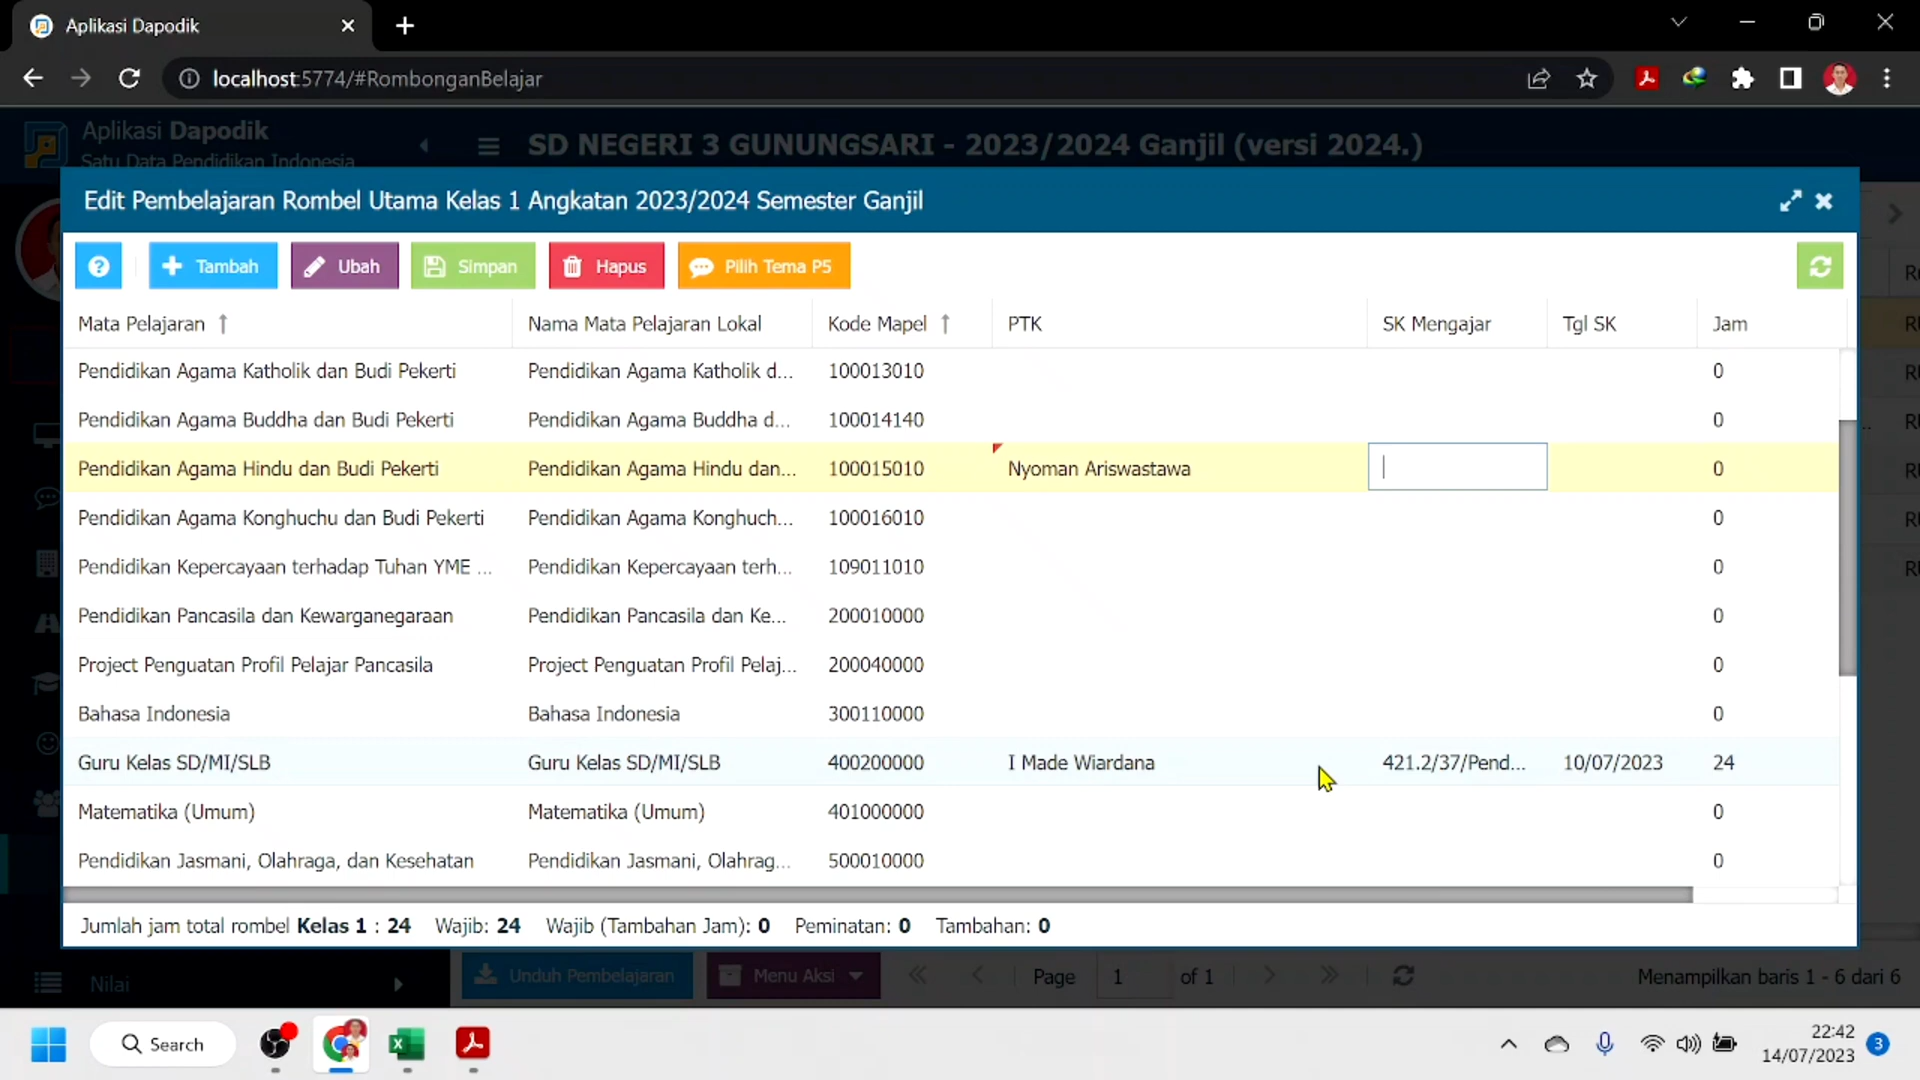 Aplikasi Dapodik
localhost:5774/#RombonganBelajar
Aplikasi Dapodik
Satu Data Pendidikan Indonesia
SD NEGERI 3 GUNUNGSARI - 2023/2024 Ganjil (versi 2024.)
Edit Pembelajaran Rombel Utama Kelas 1 Angkatan 2023/2024 Semester Ganjil
Tambah Ubah Simpan Hapus Pilih Tema P5
Mata Pelajaran Nama Mata Pelajaran Lokal Kode Mapel PTK SK Mengajar Tgl SK Jam
Pendidikan Agama Katholik dan Budi Pekerti Pendidikan Agama Katholik d... 100013010 0
Pendidikan Agama Buddha dan Budi Pekerti Pendidikan Agama Buddha d... 100014140 0
Pendidikan Agama Hindu dan Budi Pekerti Pendidikan Agama Hindu dan... 100015010 Nyoman Ariswastawa 0
Pendidikan Agama Konghuchu dan Budi Pekerti Pendidikan Agama Konghuch... 100016010 0
Pendidikan Kepercayaan terhadap Tuhan YME ... Pendidikan Kepercayaan terh... 109011010 0
Pendidikan Pancasila dan Kewarganegaraan Pendidikan Pancasila dan Ke... 200010000 0
Project Penguatan Profil Pelajar Pancasila Project Penguatan Profil Pelaj... 200040000 0
Bahasa Indonesia Bahasa Indonesia 300110000 0
Guru Kelas SD/MI/SLB Guru Kelas SD/MI/SLB 400200000 I Made Wiardana 421.2/37/Pend... 10/07/2023 24
Matematika (Umum) Matematika (Umum) 401000000 0
Pendidikan Jasmani, Olahraga, dan Kesehatan Pendidikan Jasmani, Olahrag... 500010000 0
Jumlah jam total rombel Kelas 1 : 24 Wajib: 24 Wajib (Tambahan Jam): 0 Peminatan: 0 Tambahan: 0
Nilai Unduh Pembelajaran Menu Aksi Page 1 of 1 Menampilkan baris 1 - 6 dari 6
Search 22:42
14/07/2023 3